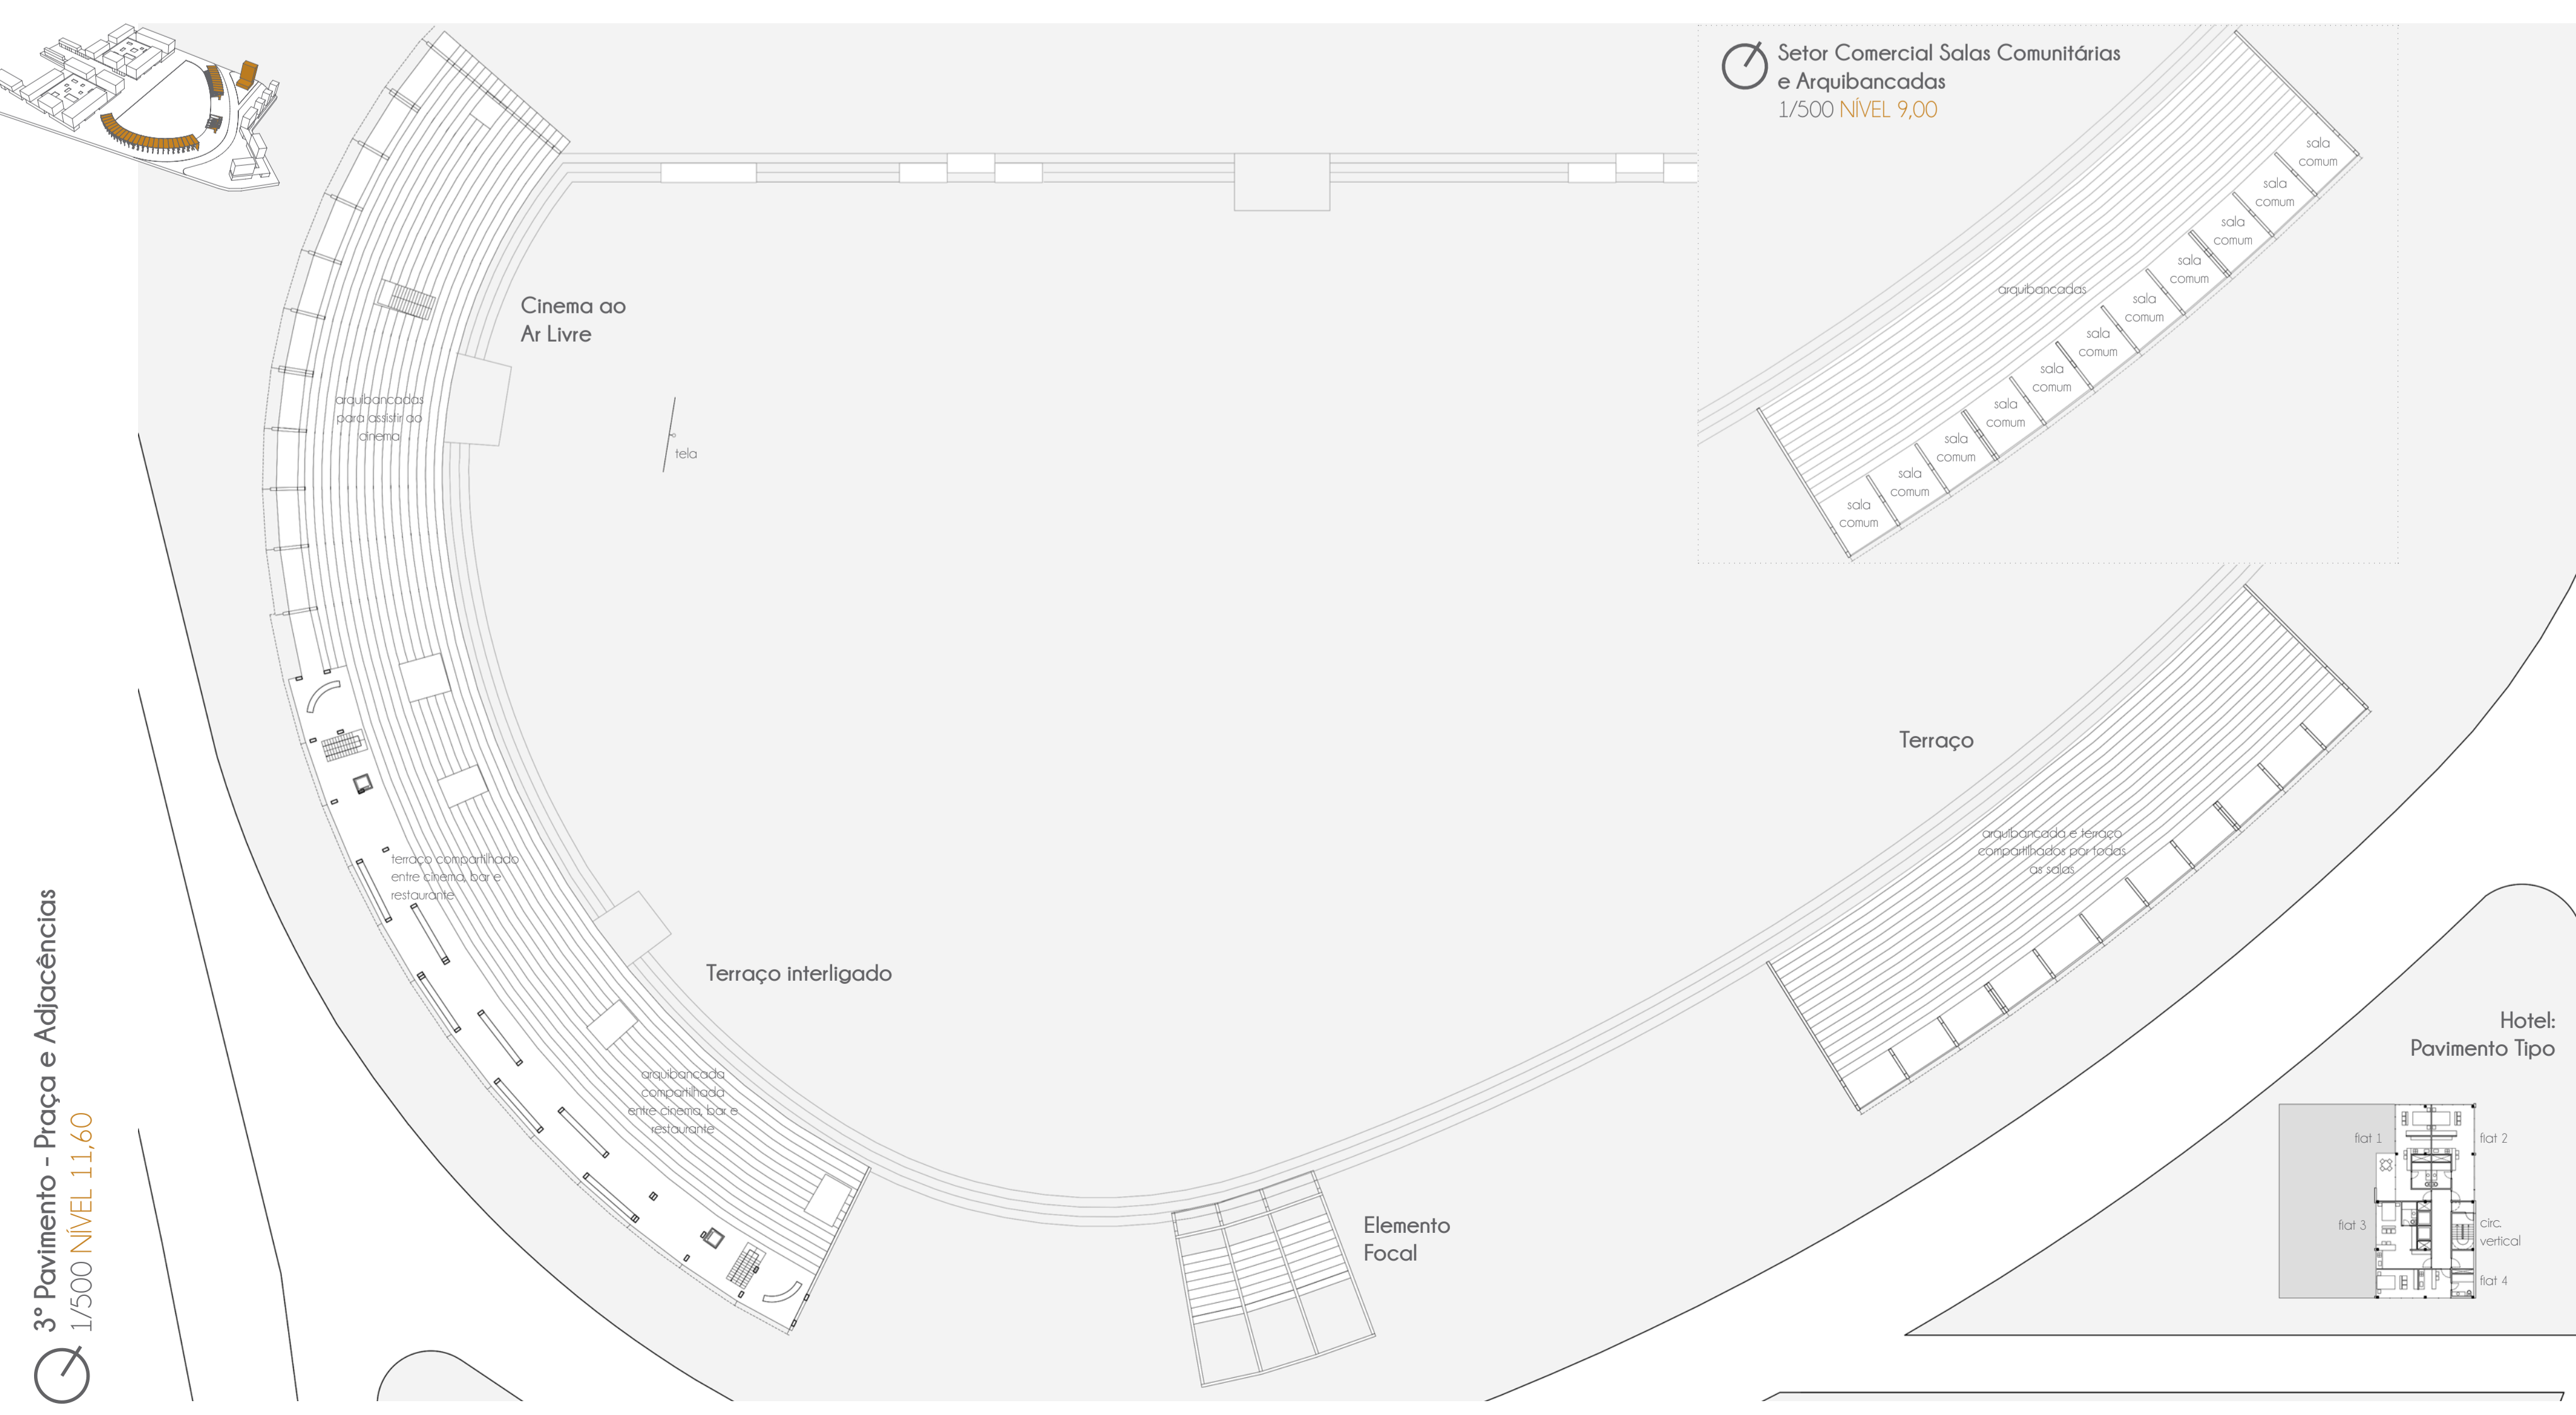 Setor Comercial Salas Comunitárias
e Arquibancadas
1/500 NÍVEL 9,00
sala
comum
sala
comum
sala
comum
sala
comum
sala
comum
sala
comum
sala
comum
sala
comum
sala
comum
sala
comum
sala
comum
arquibancadas
Cinema ao
Ar Livre
arquibancadas
para assistir ao
cinema
tela
Terraço
arquibancada e terraço
compartilhados por todas
as salas
terraço compartilhado
entre cinema, bar e
restaurante
Terraço interligado
arquibancada
compartilhada
entre cinema, bar e
restaurante
Elemento
Focal
Hotel:
Pavimento Tipo
flat 1
flat 2
flat 3
circ.
vertical
flat 4
3° Pavimento - Praça e Adjacências
1/500 NÍVEL 11,60